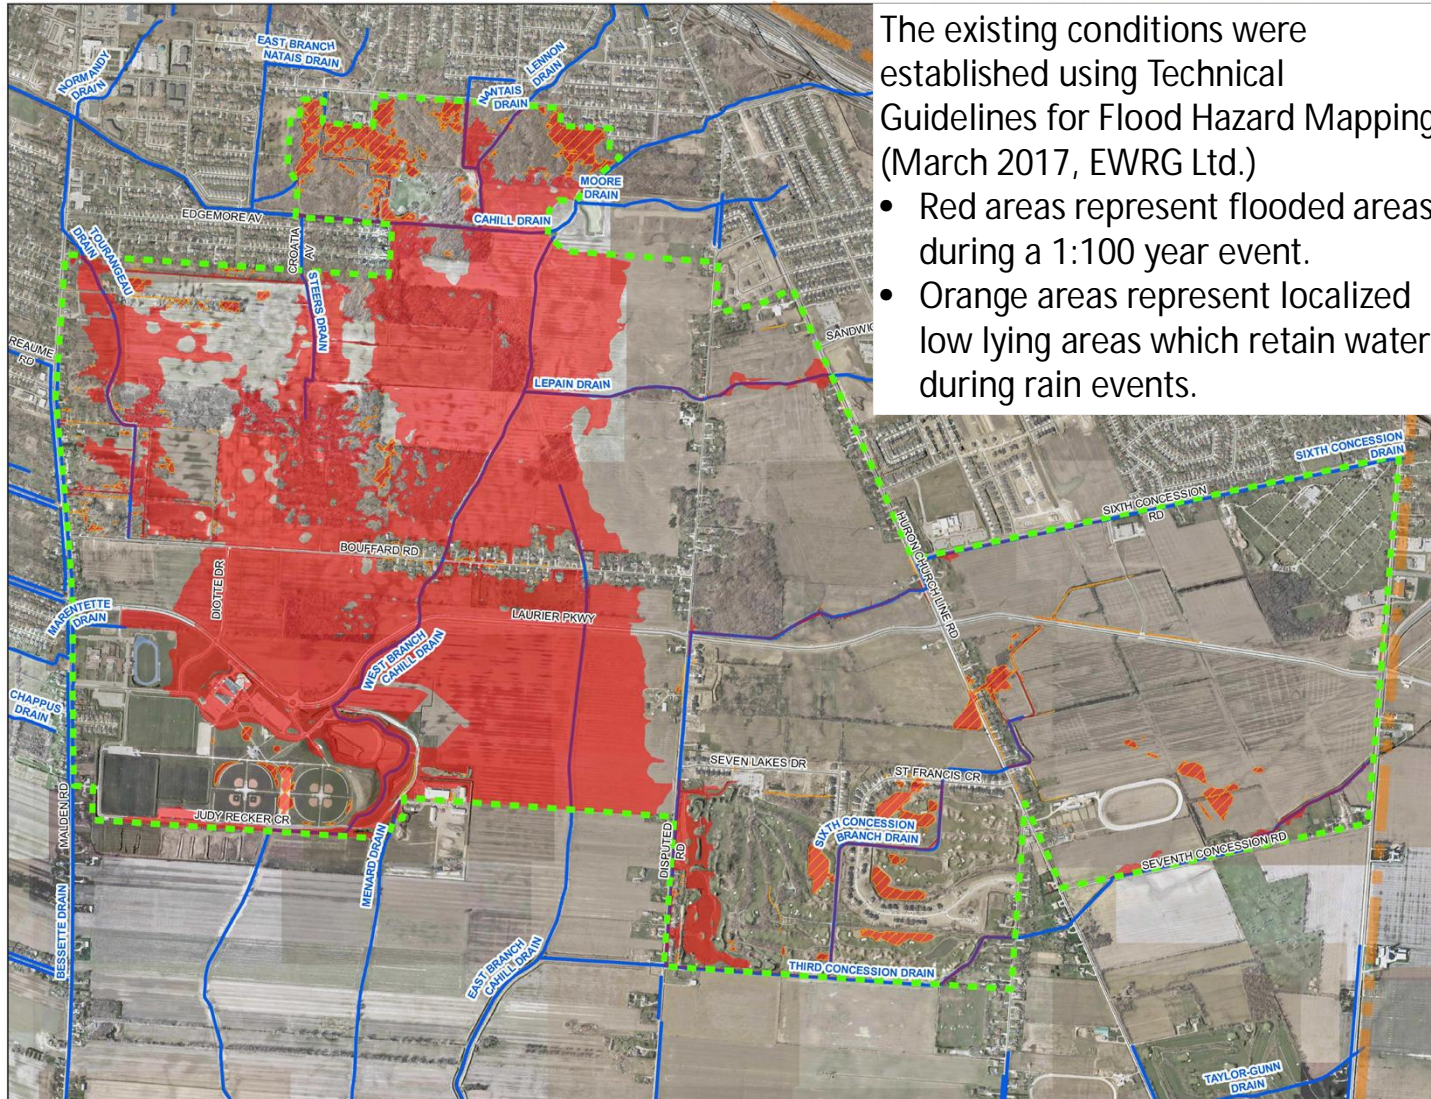 The existing conditions were
established using Technical
Guidelines for Flood Hazard Mapping
(March 2017, EWRG Ltd.)
• Red areas represent flooded areas
during a 1:100 year event.
• Orange areas represent localized
low lying areas which retain water
during rain events.
NORMANDY
DRAIN
EAST BRANCH
NATAIS DRAIN
LENNON
DRAIN
NANTAIS
DRAIN
MOORE
DRAIN
EDGEMORE AV
CAHILL DRAIN
CROATIA
AV
TOURANGEAU
DRAIN
STEERS DRAIN
REAUME
RD
LEPAIN DRAIN
SIXTH CONCESSION
DRAIN
SIXTH CONCESSION
RD
HURON CHURCH LINE RD
BOUFFARD RD
DIOTTE DR
LAURIER PKWY
MARENTETTE
DRAIN
WEST BRANCH
CAHILL DRAIN
CHAPPUS
DRAIN
SEVEN LAKES DR
ST FRANCIS CR
MALDEN RD
JUDY RECKER CR
SIXTH CONCESSION
BRANCH DRAIN
DISPUTED
RD
SEVENTH CONCESSION RD
MENARD DRAIN
BESSETTE DRAIN
EAST BRANCH
CAHILL DRAIN
THIRD CONCESSION DRAIN
TAYLOR-GUNN
DRAIN